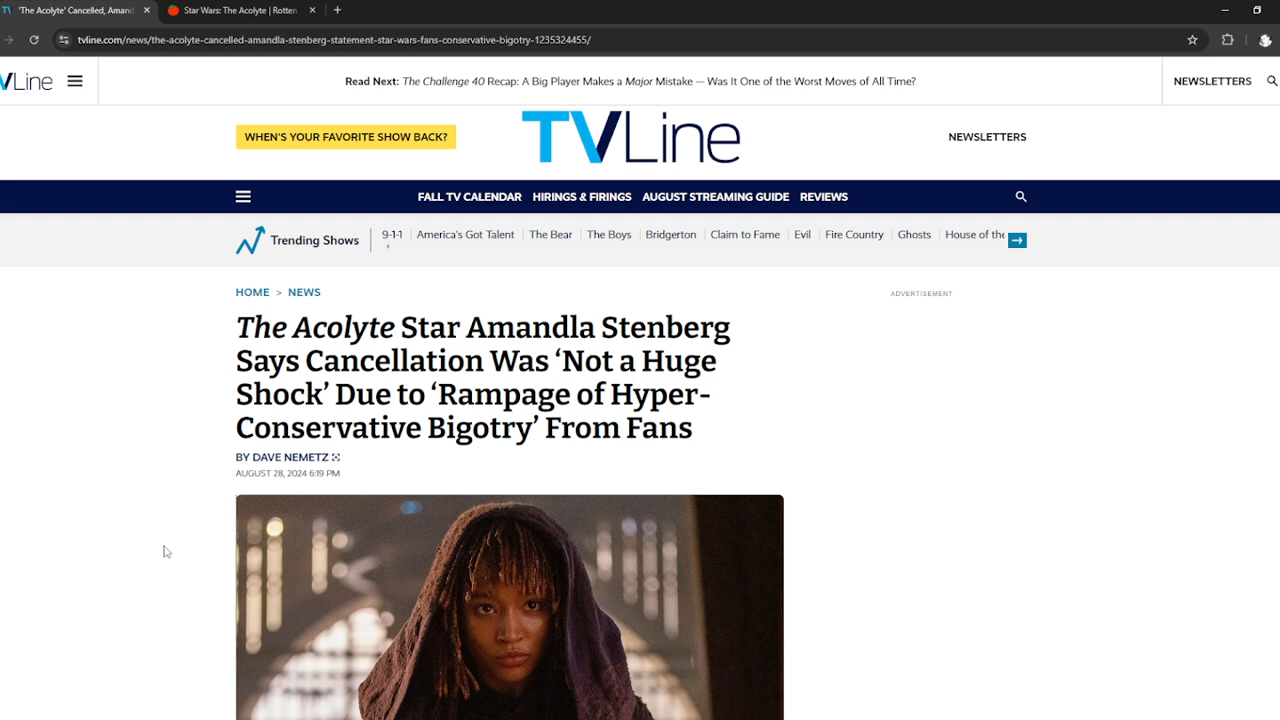 'The Acolyte' Cancelled, Amand
Star Wars: The Acolyte | Rotten
tvline.com/news/the-acolyte-cancelled-amandla-stenberg-statement-star-wars-fans-conservative-bigotry-1235324455/
VLine
Read Next: The Challenge 40 Recap: A Big Player Makes a Major Mistake — Was It One of the Worst Moves of All Time?
NEWSLETTERS
WHEN'S YOUR FAVORITE SHOW BACK?
TVLine
NEWSLETTERS
FALL TV CALENDAR HIRINGS & FIRINGS AUGUST STREAMING GUIDE REVIEWS
Trending Shows
9-1-1 America's Got Talent The Bear The Boys Bridgerton Claim to Fame Evil Fire Country Ghosts House of the
HOME > NEWS
ADVERTISEMENT
The Acolyte Star Amandla Stenberg
Says Cancellation Was ‘Not a Huge
Shock’ Due to ‘Rampage of Hyper-
Conservative Bigotry’ From Fans
BY DAVE NEMETZ
AUGUST 28, 2024 6:19 PM